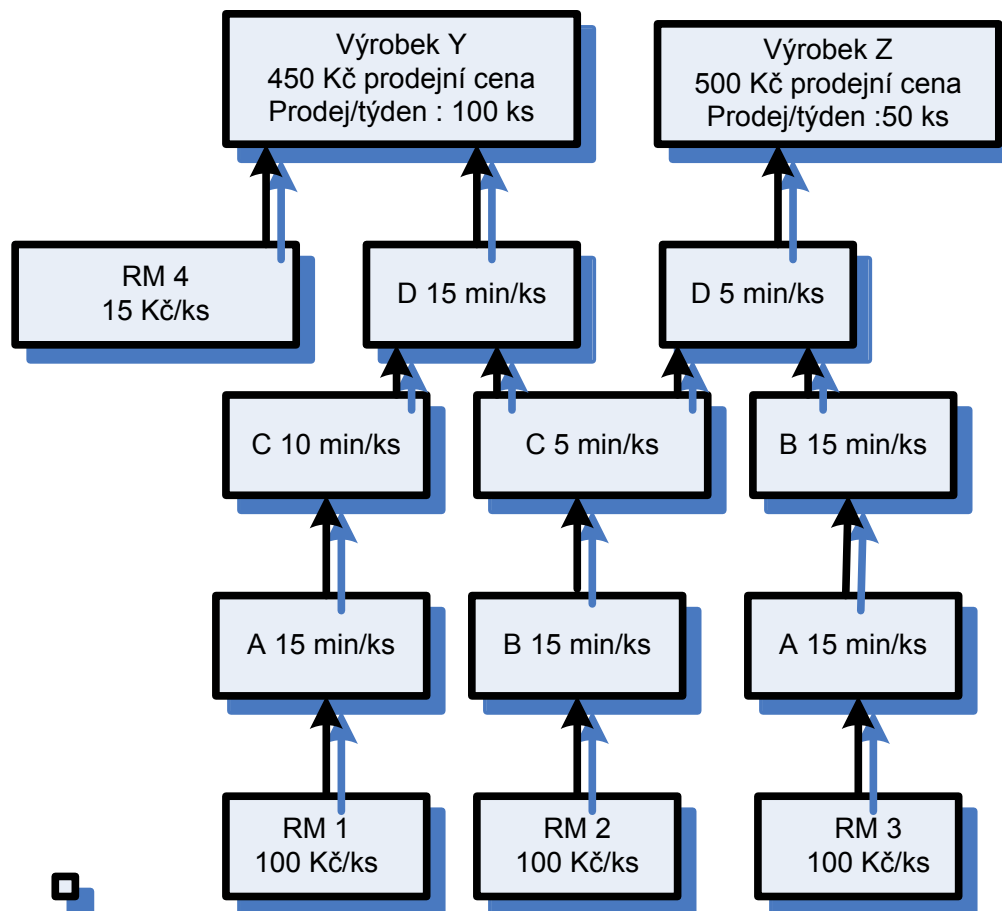 Výrobek Y
450 Kč prodejní cena
Prodej/týden : 100 ks
Výrobek Z
500 Kč prodejní cena
Prodej/týden :50 ks
RM 4
15 Kč/ks
D 15 min/ks
D 5 min/ks
C 10 min/ks
C 5 min/ks
B 15 min/ks
A 15 min/ks
B 15 min/ks
A 15 min/ks
RM 1
100 Kč/ks
RM 2
100 Kč/ks
RM 3
100 Kč/ks